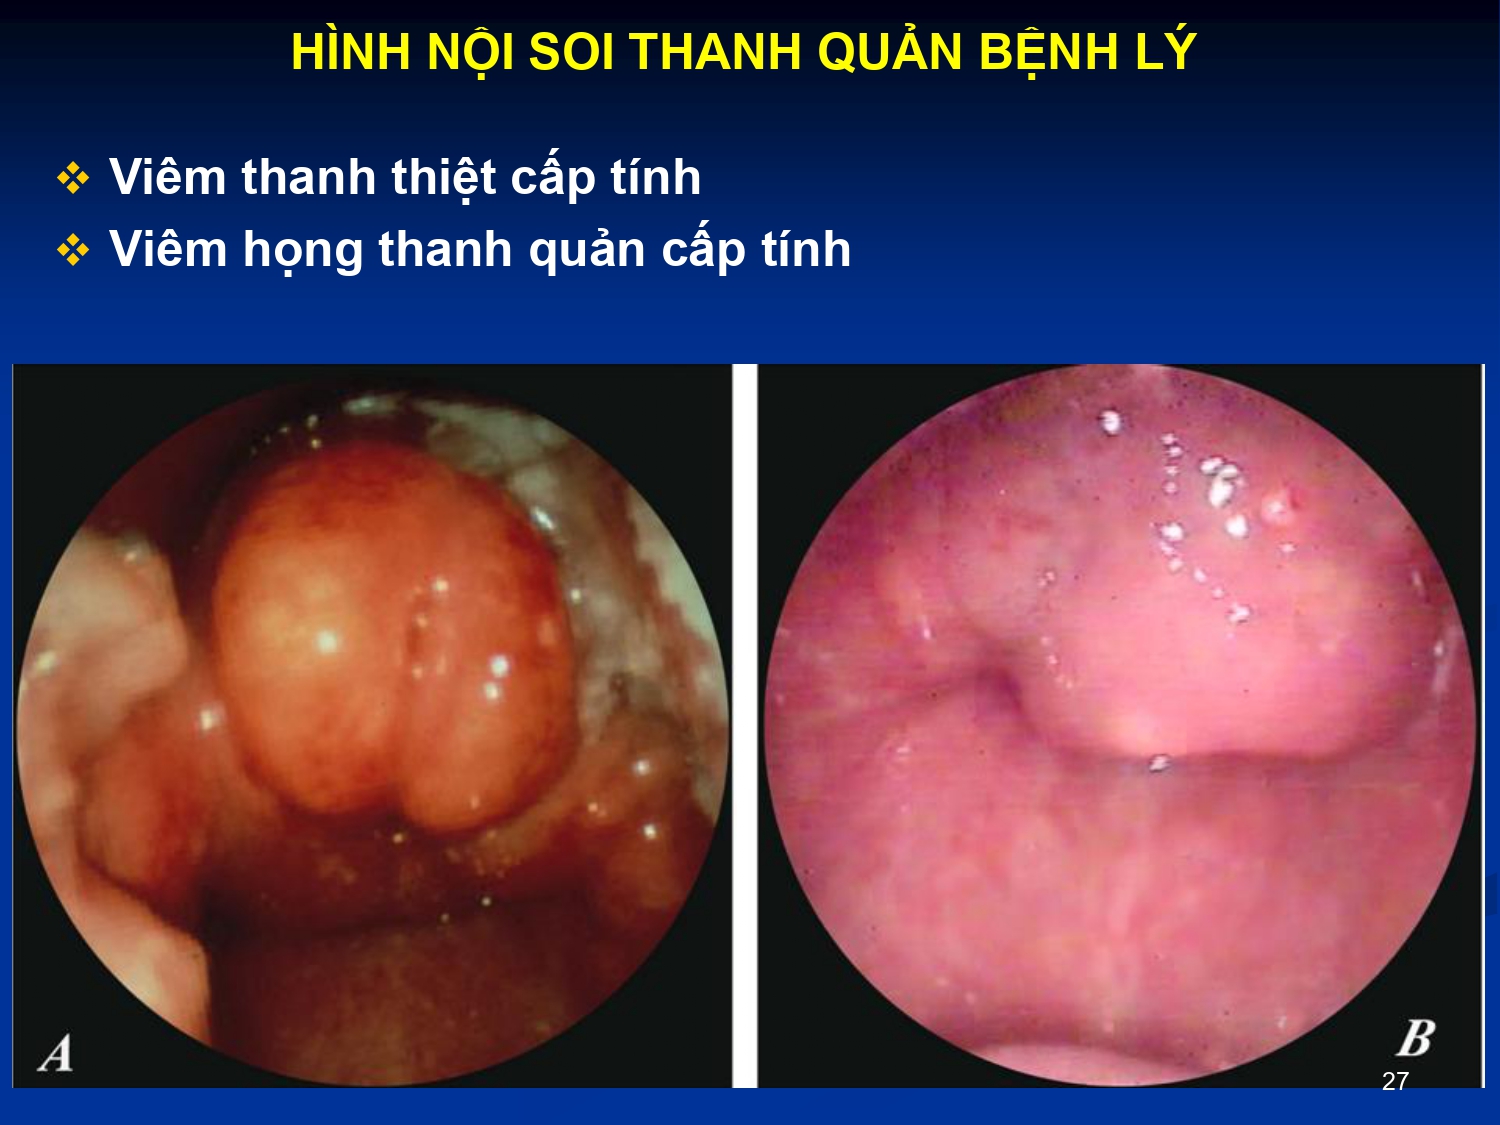 HÌNH NỘI SOI THANH QUẢN BỆNH LÝ
Viêm thanh thiệt cấp tính
Viêm họng thanh quản cấp tính
A
B
27